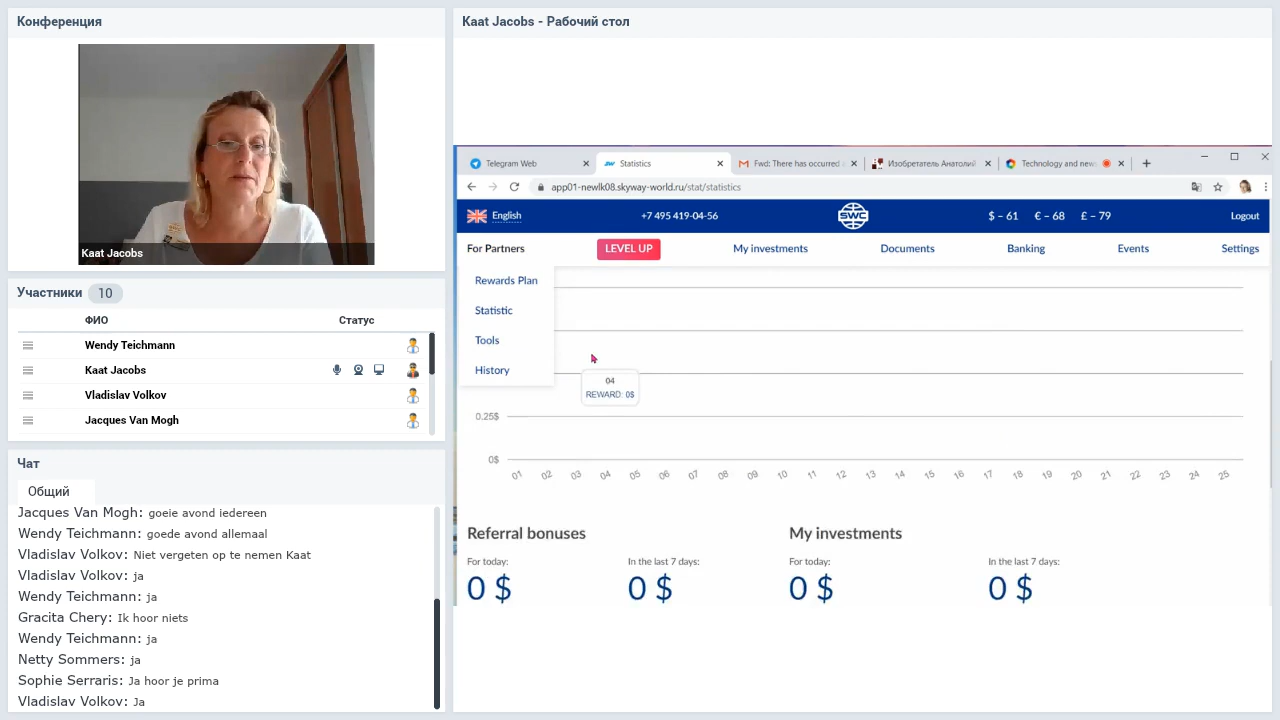 Конференция
Kaat Jacobs
Участники 10
ФИО Статус
Wendy Teichmann
Kaat Jacobs
Vladislav Volkov
Jacques Van Mogh
Чат
Общий
Jacques Van Mogh: goeie avond iedereen
Wendy Teichmann: goede avond allemaal
Vladislav Volkov: Niet vergeten op te nemen Kaat
Vladislav Volkov: ja
Wendy Teichmann: ja
Gracita Chery: Ik hoor niets
Wendy Teichmann: ja
Netty Sommers: ja
Sophie Serraris: Ja hoor je prima
Vladislav Volkov: Ja
Kaat Jacobs - Рабочий стол
Telegram Web Statistics Fwd: There has occurred Изобретатель Анатолий Technology and new
app01-newlk08.skyway-world.ru/stat/statistics
English +7 495 419-04-56 SWC $ – 61 € – 68 £ – 79 Logout
For Partners LEVEL UP My investments Documents Banking Events Settings
Rewards Plan
Statistic
Tools
History
04
REWARD: 0$
0.25$
0$
01 02 03 04 05 06 07 08 09 10 11 12 13 14 15 16 17 18 19 20 21 22 23 24 25
Referral bonuses My investments
For today: In the last 7 days: For today: In the last 7 days:
0 $ 0 $ 0 $ 0 $